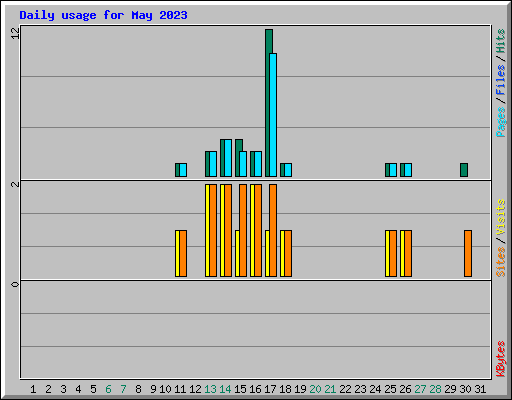 Daily usage for May 2023
12
2
0
Pages/Files/Hits
Sites/Visits
KBytes
1 2 3 4 5 6 7 8 9 10 11 12 13 14 15 16 17 18 19 20 21 22 23 24 25 26 27 28 29 30 31